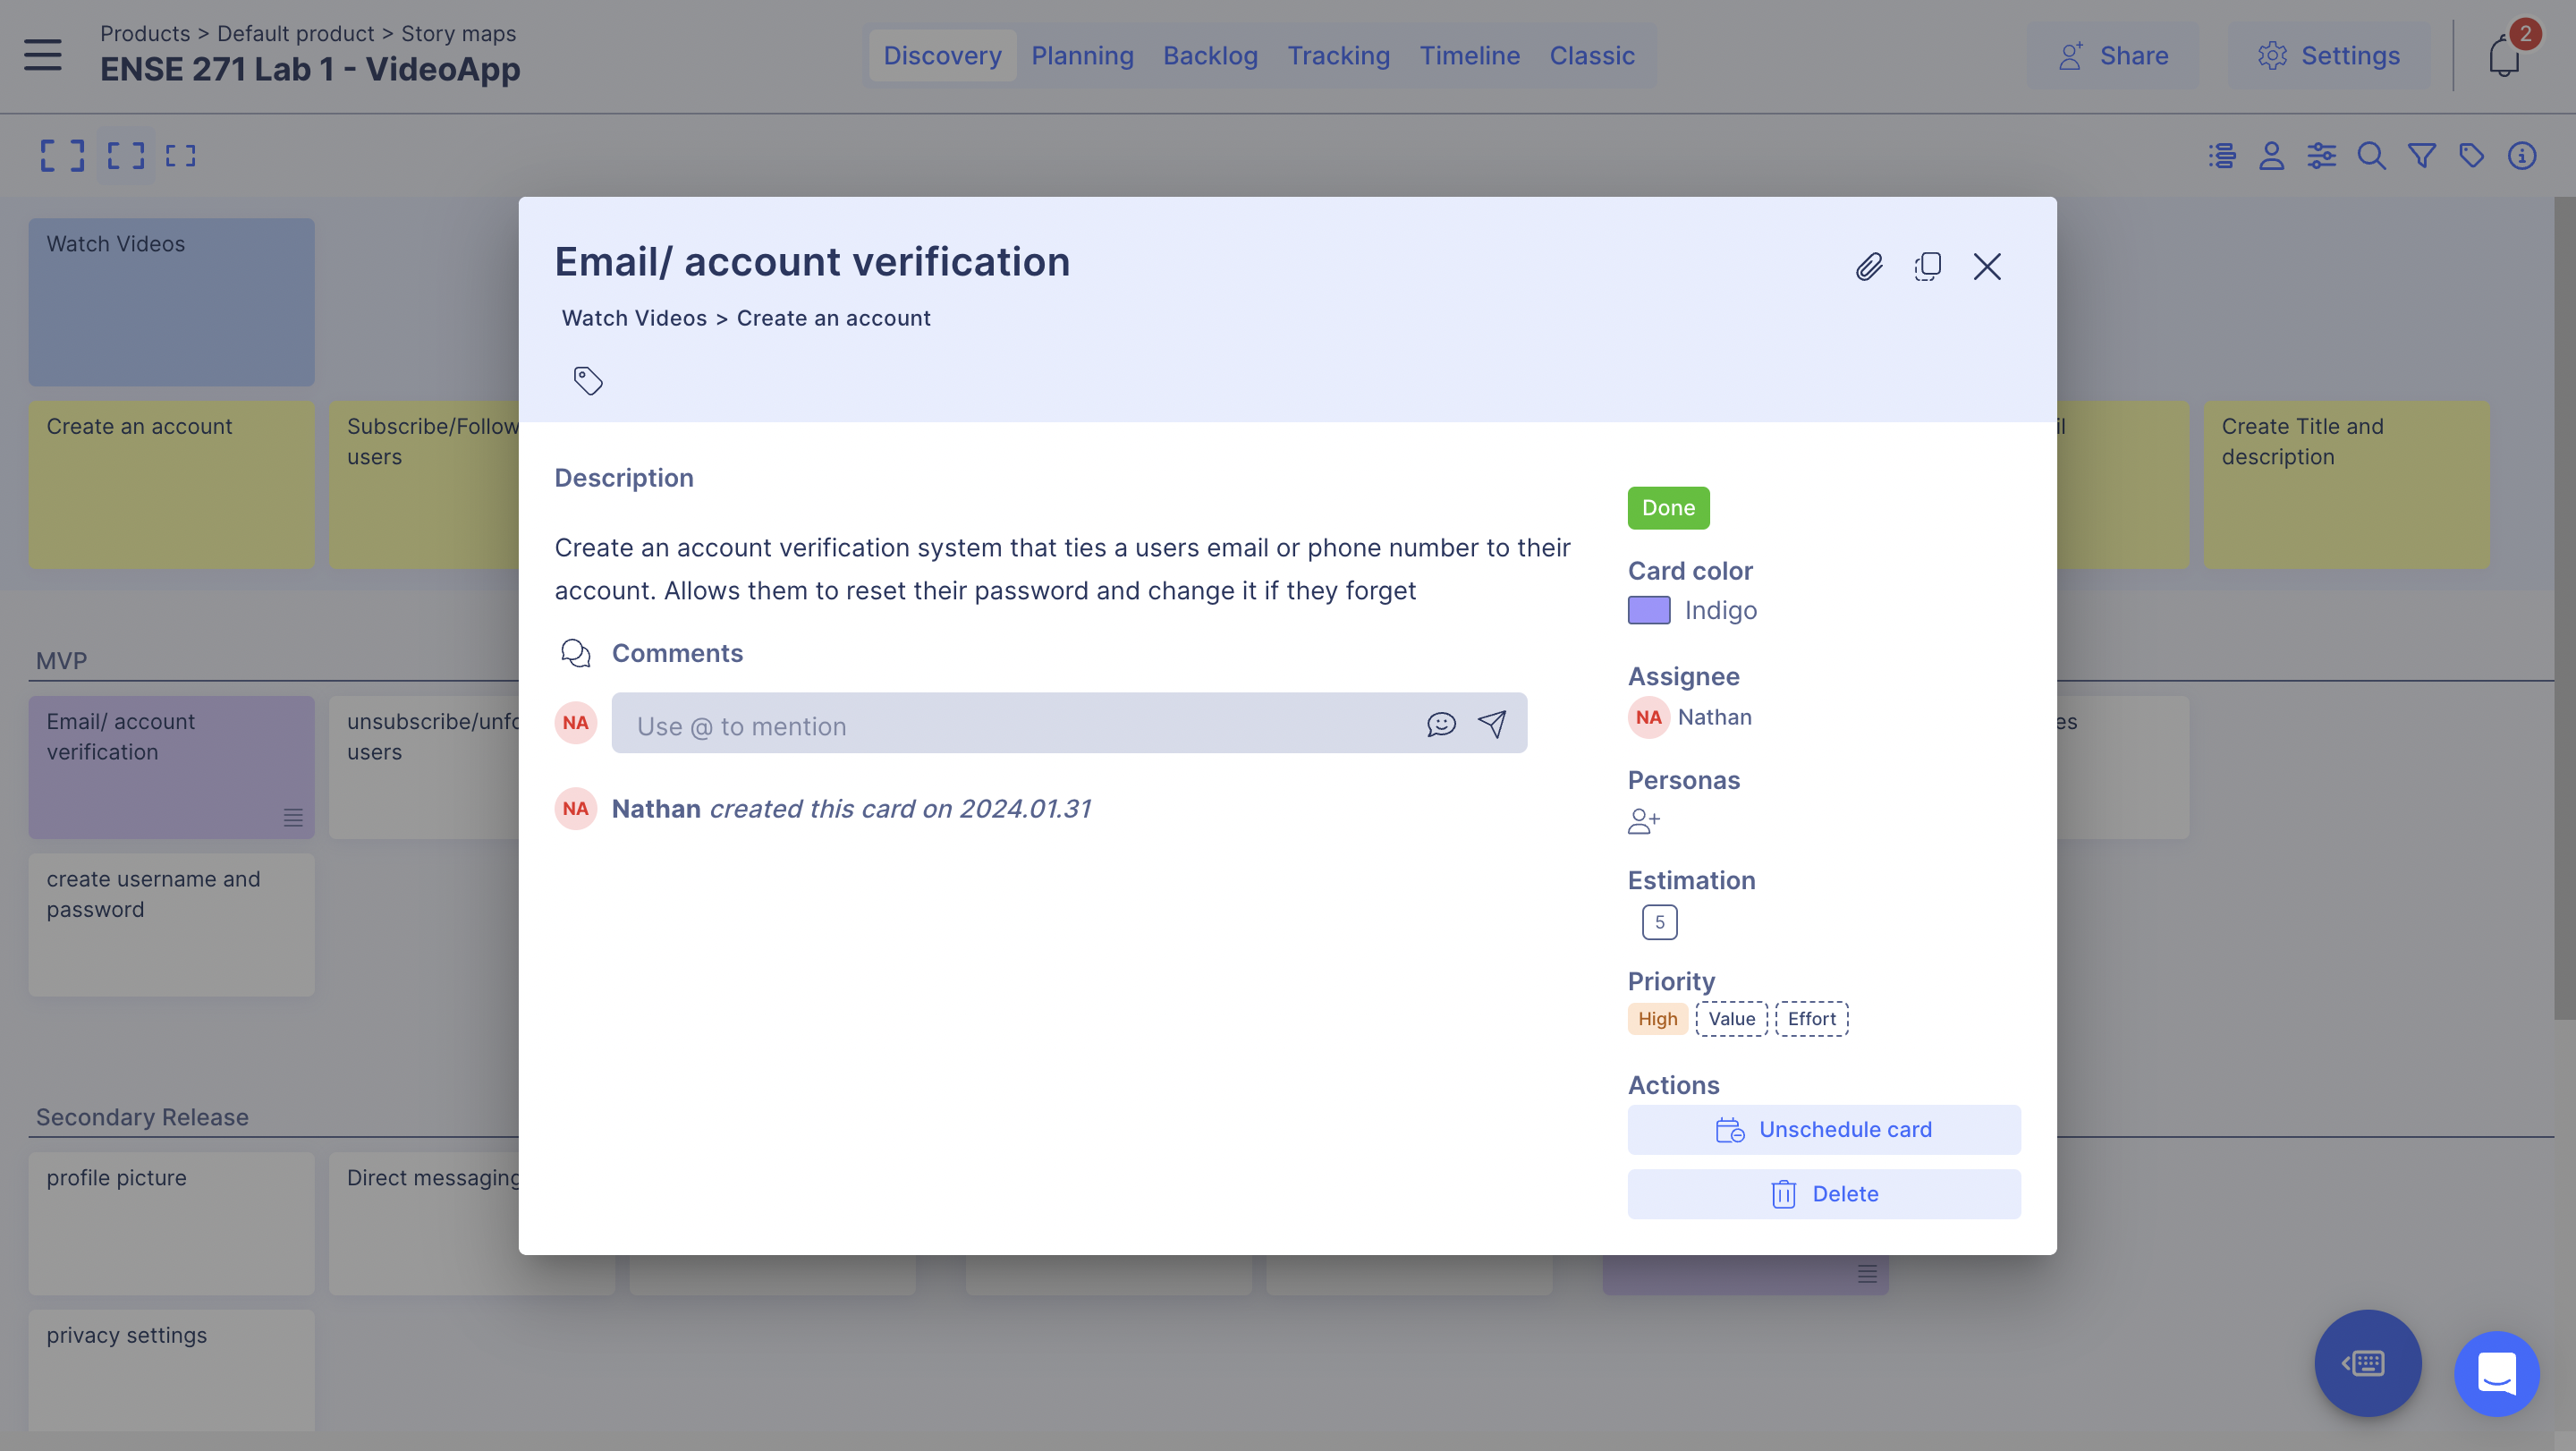 Products > Default product > Story maps
ENSE 271 Lab 1 - VideoApp
Discovery
Planning
Backlog
Tracking
Timeline
Classic
Share
Settings
2
Watch Videos
Email/ account verification
Watch Videos > Create an account
Create an account
Subscribe/Follow
users
il
Create Title and
description
Description
Done
Create an account verification system that ties a users email or phone number to their
account. Allows them to reset their password and change it if they forget
Card color
Indigo
Comments
MVP
Assignee
NA Nathan
Email/ account
verification
unsubscribe/unfo
users
es
NA
Use @ to mention
Personas
NA Nathan created this card on 2024.01.31
create username and
password
Estimation
5
Priority
High
Value
Effort
Actions
Unschedule card
Delete
Secondary Release
profile picture
Direct messaging
privacy settings